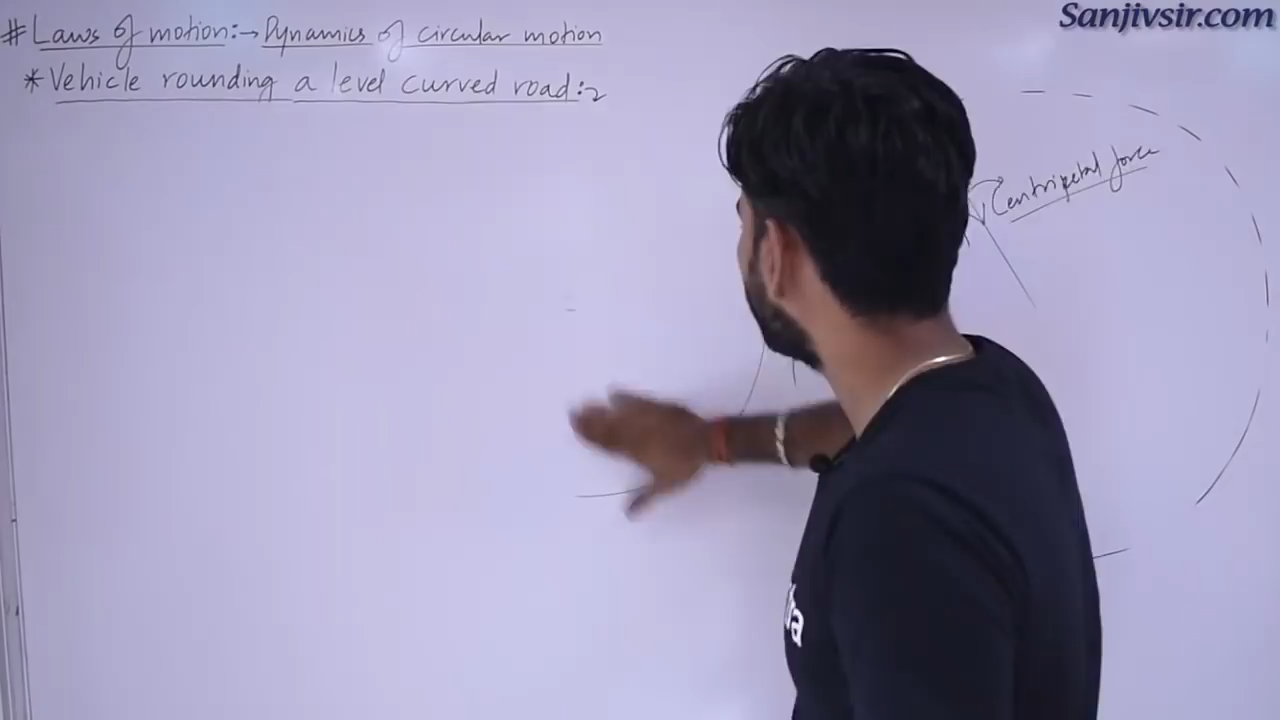 Sanjivsir.com
# Laws of motion:→ Dynamics of circular motion
* Vehicle rounding a level curved road:-
Centripetal force